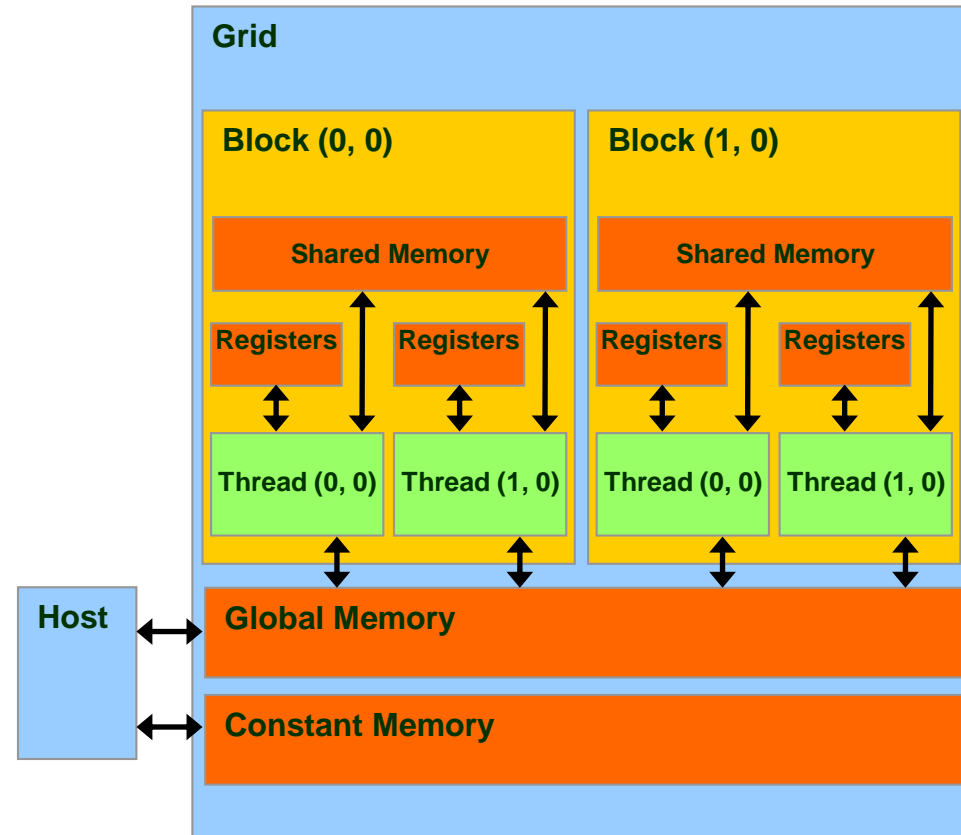 Grid
Block (0, 0)
Block (1, 0)
Shared Memory
Shared Memory
Registers
Registers
Registers
Registers
Thread (0, 0)
Thread (1, 0)
Thread (0, 0)
Thread (1, 0)
Host
Global Memory
Constant Memory